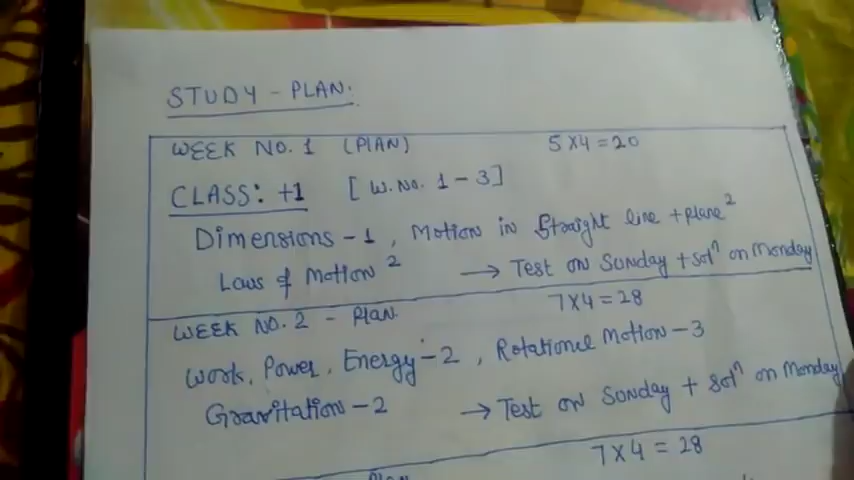 STUDY - PLAN.
WEEK NO. 1 (PLAN) 5 X 4 = 20
CLASS: +1 [W. NO. 1 - 3]
Dimensions - 1, Motion in Straight line + plane 2
Laws of Motion 2 → Test on Sunday + solⁿ on Monday
7 X 4 = 28
WEEK NO. 2 - Plan
Work, Power, Energy - 2, Rotational Motion - 3
Gravitation - 2 → Test on Sunday + solⁿ on Monday
7 X 4 = 28
Plan